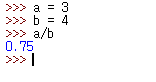 >>> a = 3
>>> b = 4
>>> a/b
0.75
>>>